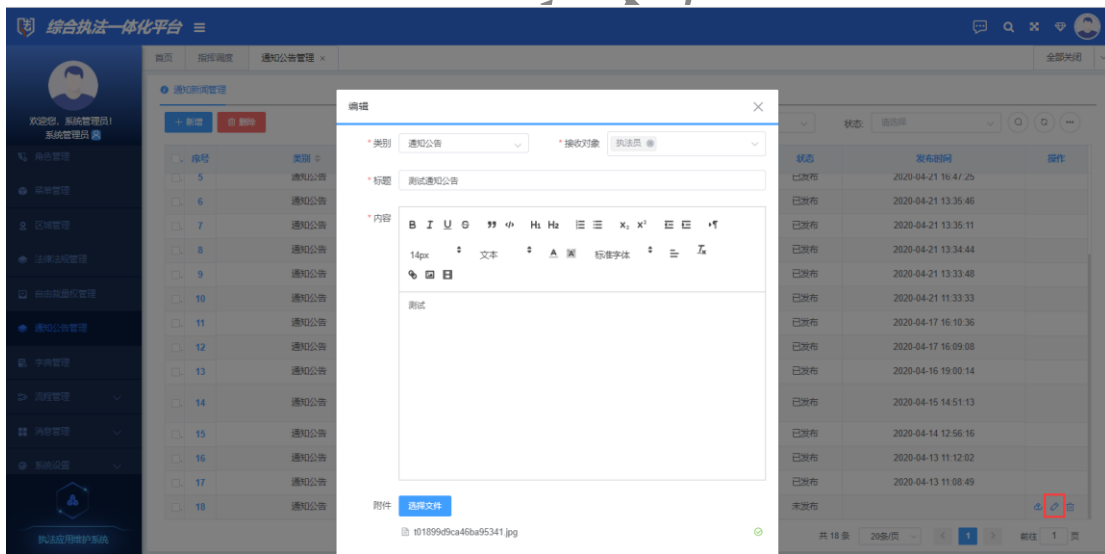 综合执法一体化平台
首页 指挥调度 通知公告管理 × 全部关闭
欢迎您，系统管理员！
系统管理员
角色管理
菜单管理
区域管理
法律法规管理
自由裁量权管理
通知公告管理
字典管理
流程管理
消息管理
系统设置
执法应用维护系统
通知新闻管理
+ 新增 删除 状态: 请选择
序号 类别 状态 发布时间 操作
5 通知公告 已发布 2020-04-21 16:47:25
6 通知公告 已发布 2020-04-21 13:35:46
7 通知公告 已发布 2020-04-21 13:35:11
8 通知公告 已发布 2020-04-21 13:34:44
9 通知公告 已发布 2020-04-21 13:33:48
10 通知公告 已发布 2020-04-21 11:33:33
11 通知公告 已发布 2020-04-17 16:10:36
12 通知公告 已发布 2020-04-17 16:09:08
13 通知公告 已发布 2020-04-16 19:00:14
14 通知公告 已发布 2020-04-15 14:51:13
15 通知公告 已发布 2020-04-14 12:56:16
16 通知公告 已发布 2020-04-13 11:12:02
17 通知公告 已发布 2020-04-13 11:08:49
18 通知公告 未发布
共 18 条 20条/页 1 前往 1 页
编辑
* 类别 通知公告 * 接收对象 执法员
* 标题 测试通知公告
* 内容
B I U S H1 H2 x₂ x²
14px 文本 A 标准字体 Tx
测试
附件 选择文件
t01899d9ca46ba95341.jpg